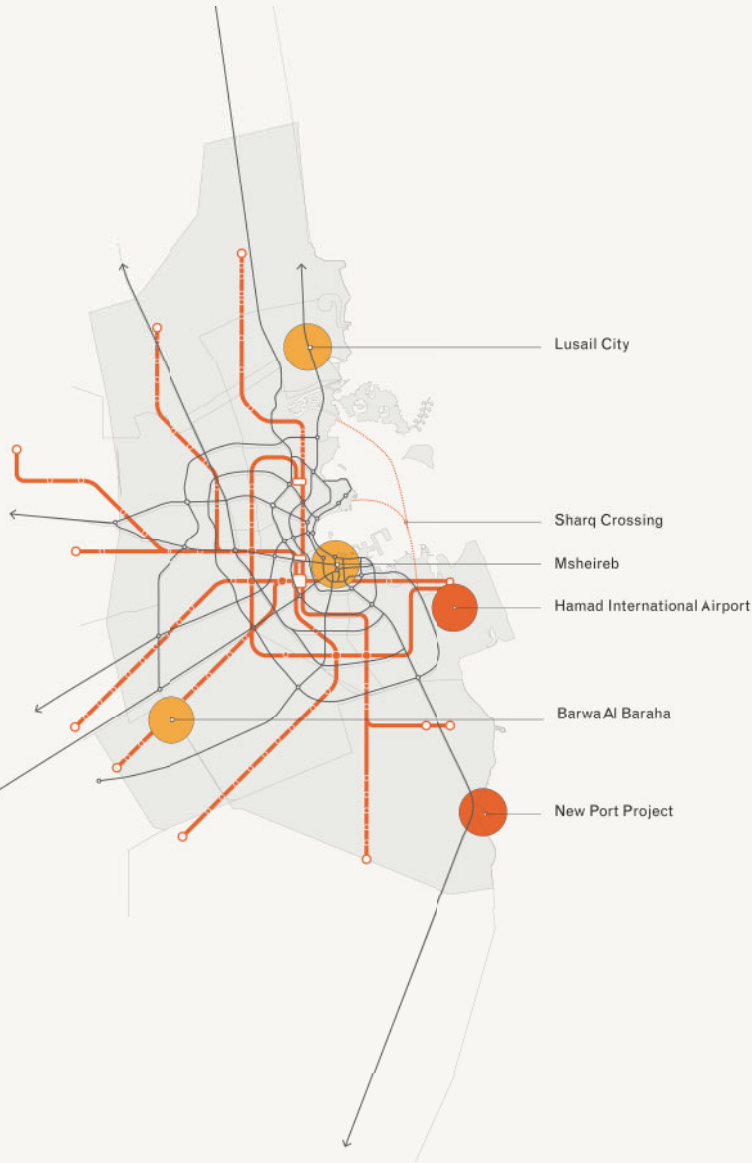 Lusail City
Sharq Crossing
Msheireb
Hamad International Airport
Barwa Al Baraha
New Port Project